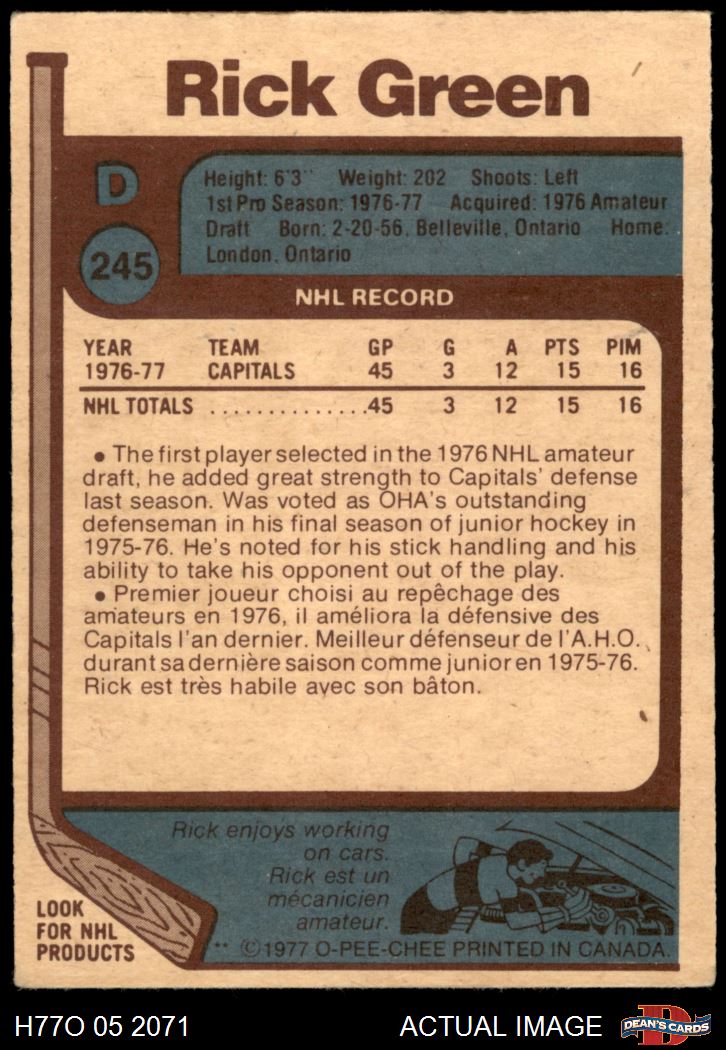 Rick Green
D
Height: 6'3" Weight: 202 Shoots: Left
1st Pro Season: 1976-77 Acquired: 1976 Amateur
Draft Born: 2-20-56, Belleville, Ontario Home:
London, Ontario
245
NHL RECORD
YEAR TEAM GP G A PTS PIM
1976-77 CAPITALS 45 3 12 15 16
NHL TOTALS ..............45 3 12 15 16
● The first player selected in the 1976 NHL amateur
draft, he added great strength to Capitals' defense
last season. Was voted as OHA's outstanding
defenseman in his final season of junior hockey in
1975-76. He's noted for his stick handling and his
ability to take his opponent out of the play.
● Premier joueur choisi au repêchage des
amateurs en 1976, il améliora la défensive des
Capitals l'an dernier. Meilleur défenseur de l'A.H.O.
durant sa dernière saison comme junior en 1975-76.
Rick est très habile avec son bâton.
Rick enjoys working
on cars.
Rick est un
mécanicien
amateur.
LOOK
FOR NHL
PRODUCTS
** ©1977 O-PEE-CHEE PRINTED IN CANADA.
H77O 05 2071
ACTUAL IMAGE
D
DEAN'S CARDS